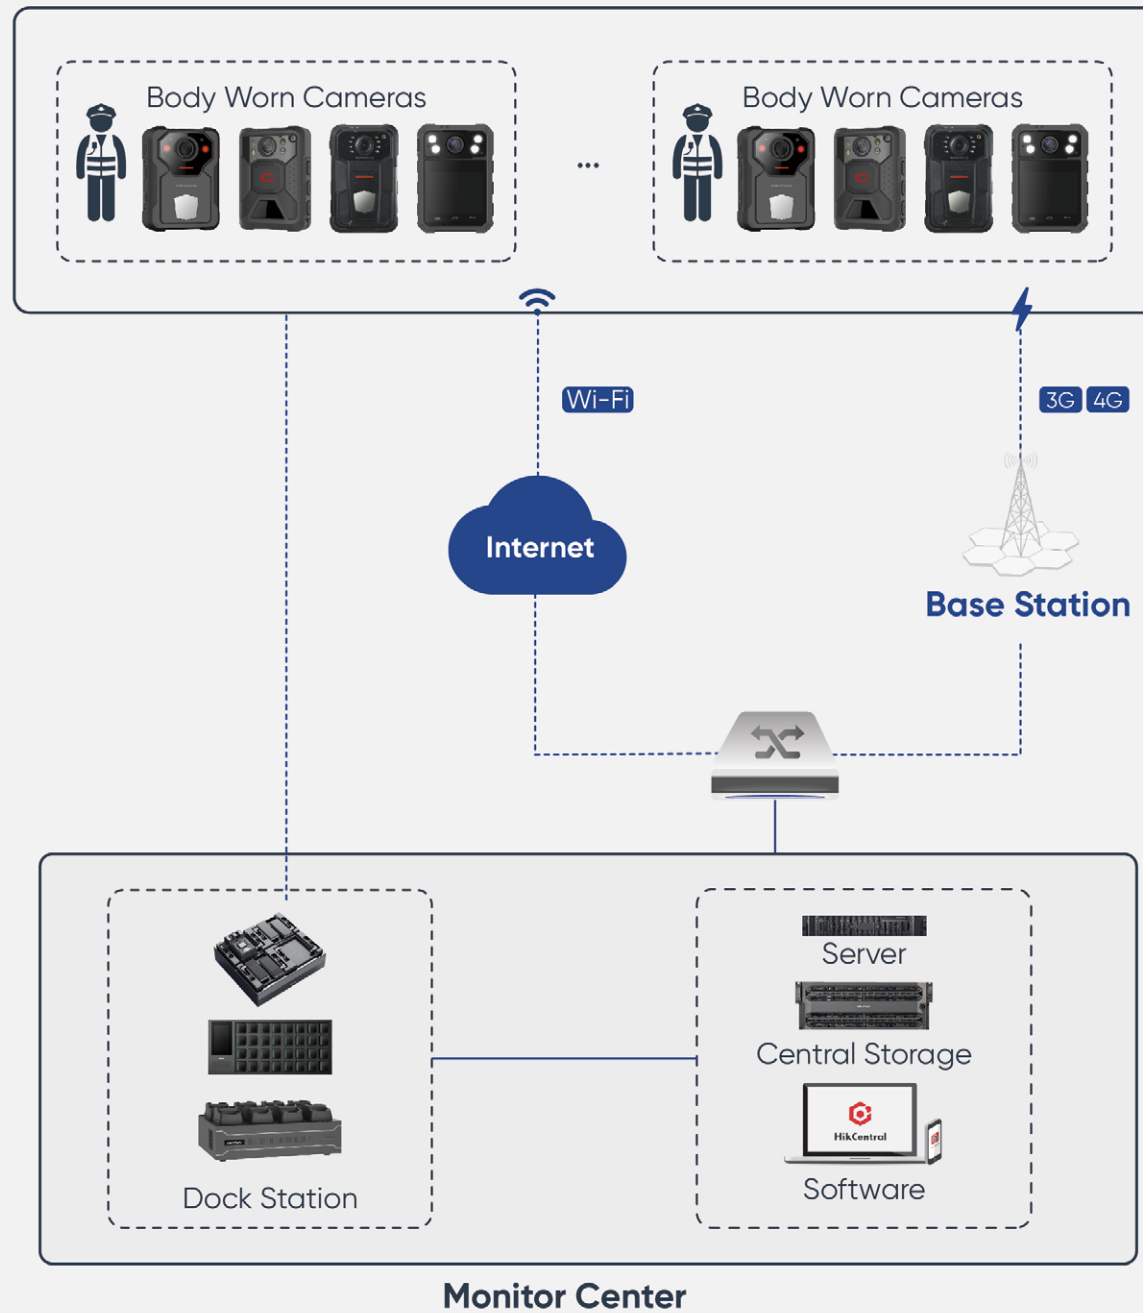 Body Worn Cameras
Body Worn Cameras
...
Wi-Fi
3G 4G
Internet
Base Station
Server
Central Storage
HikCentral
Software
Dock Station
Monitor Center